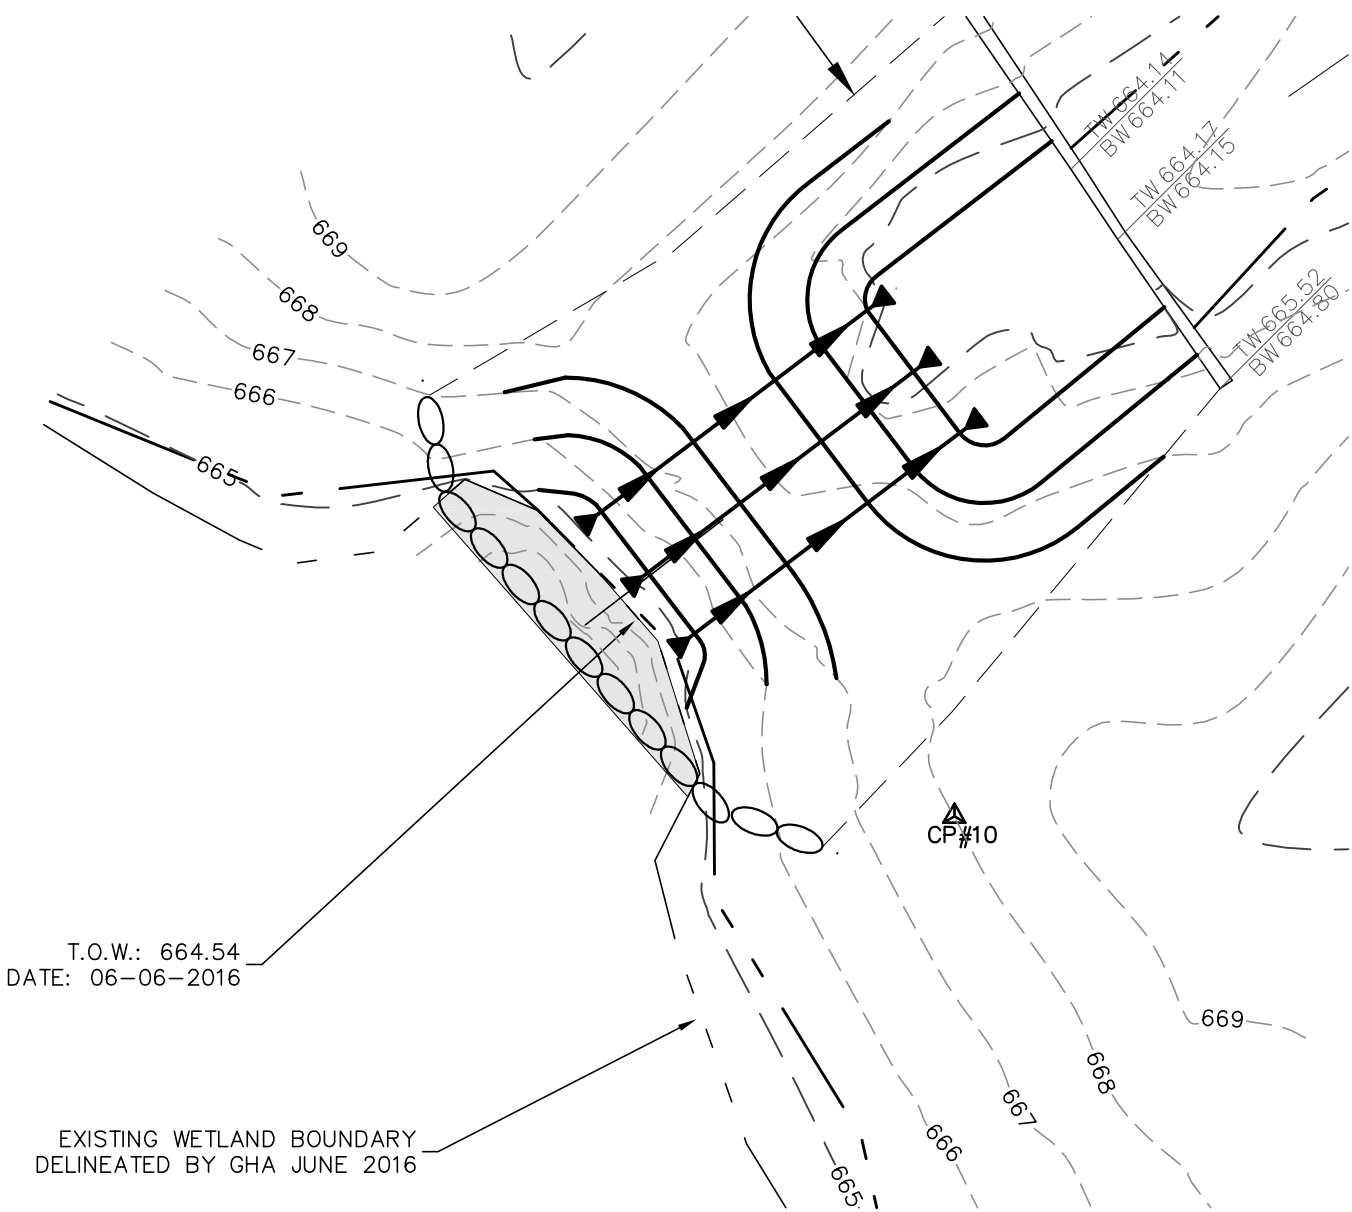 TW 664.14
BW 664.11
TW 664.17
BW 664.15
669
668
TW 665.52
BW 664.80
667
666
665
CP#10
T.O.W.: 664.54
DATE: 06-06-2016
669
668
667
EXISTING WETLAND BOUNDARY
DELINEATED BY GHA JUNE 2016
666
665